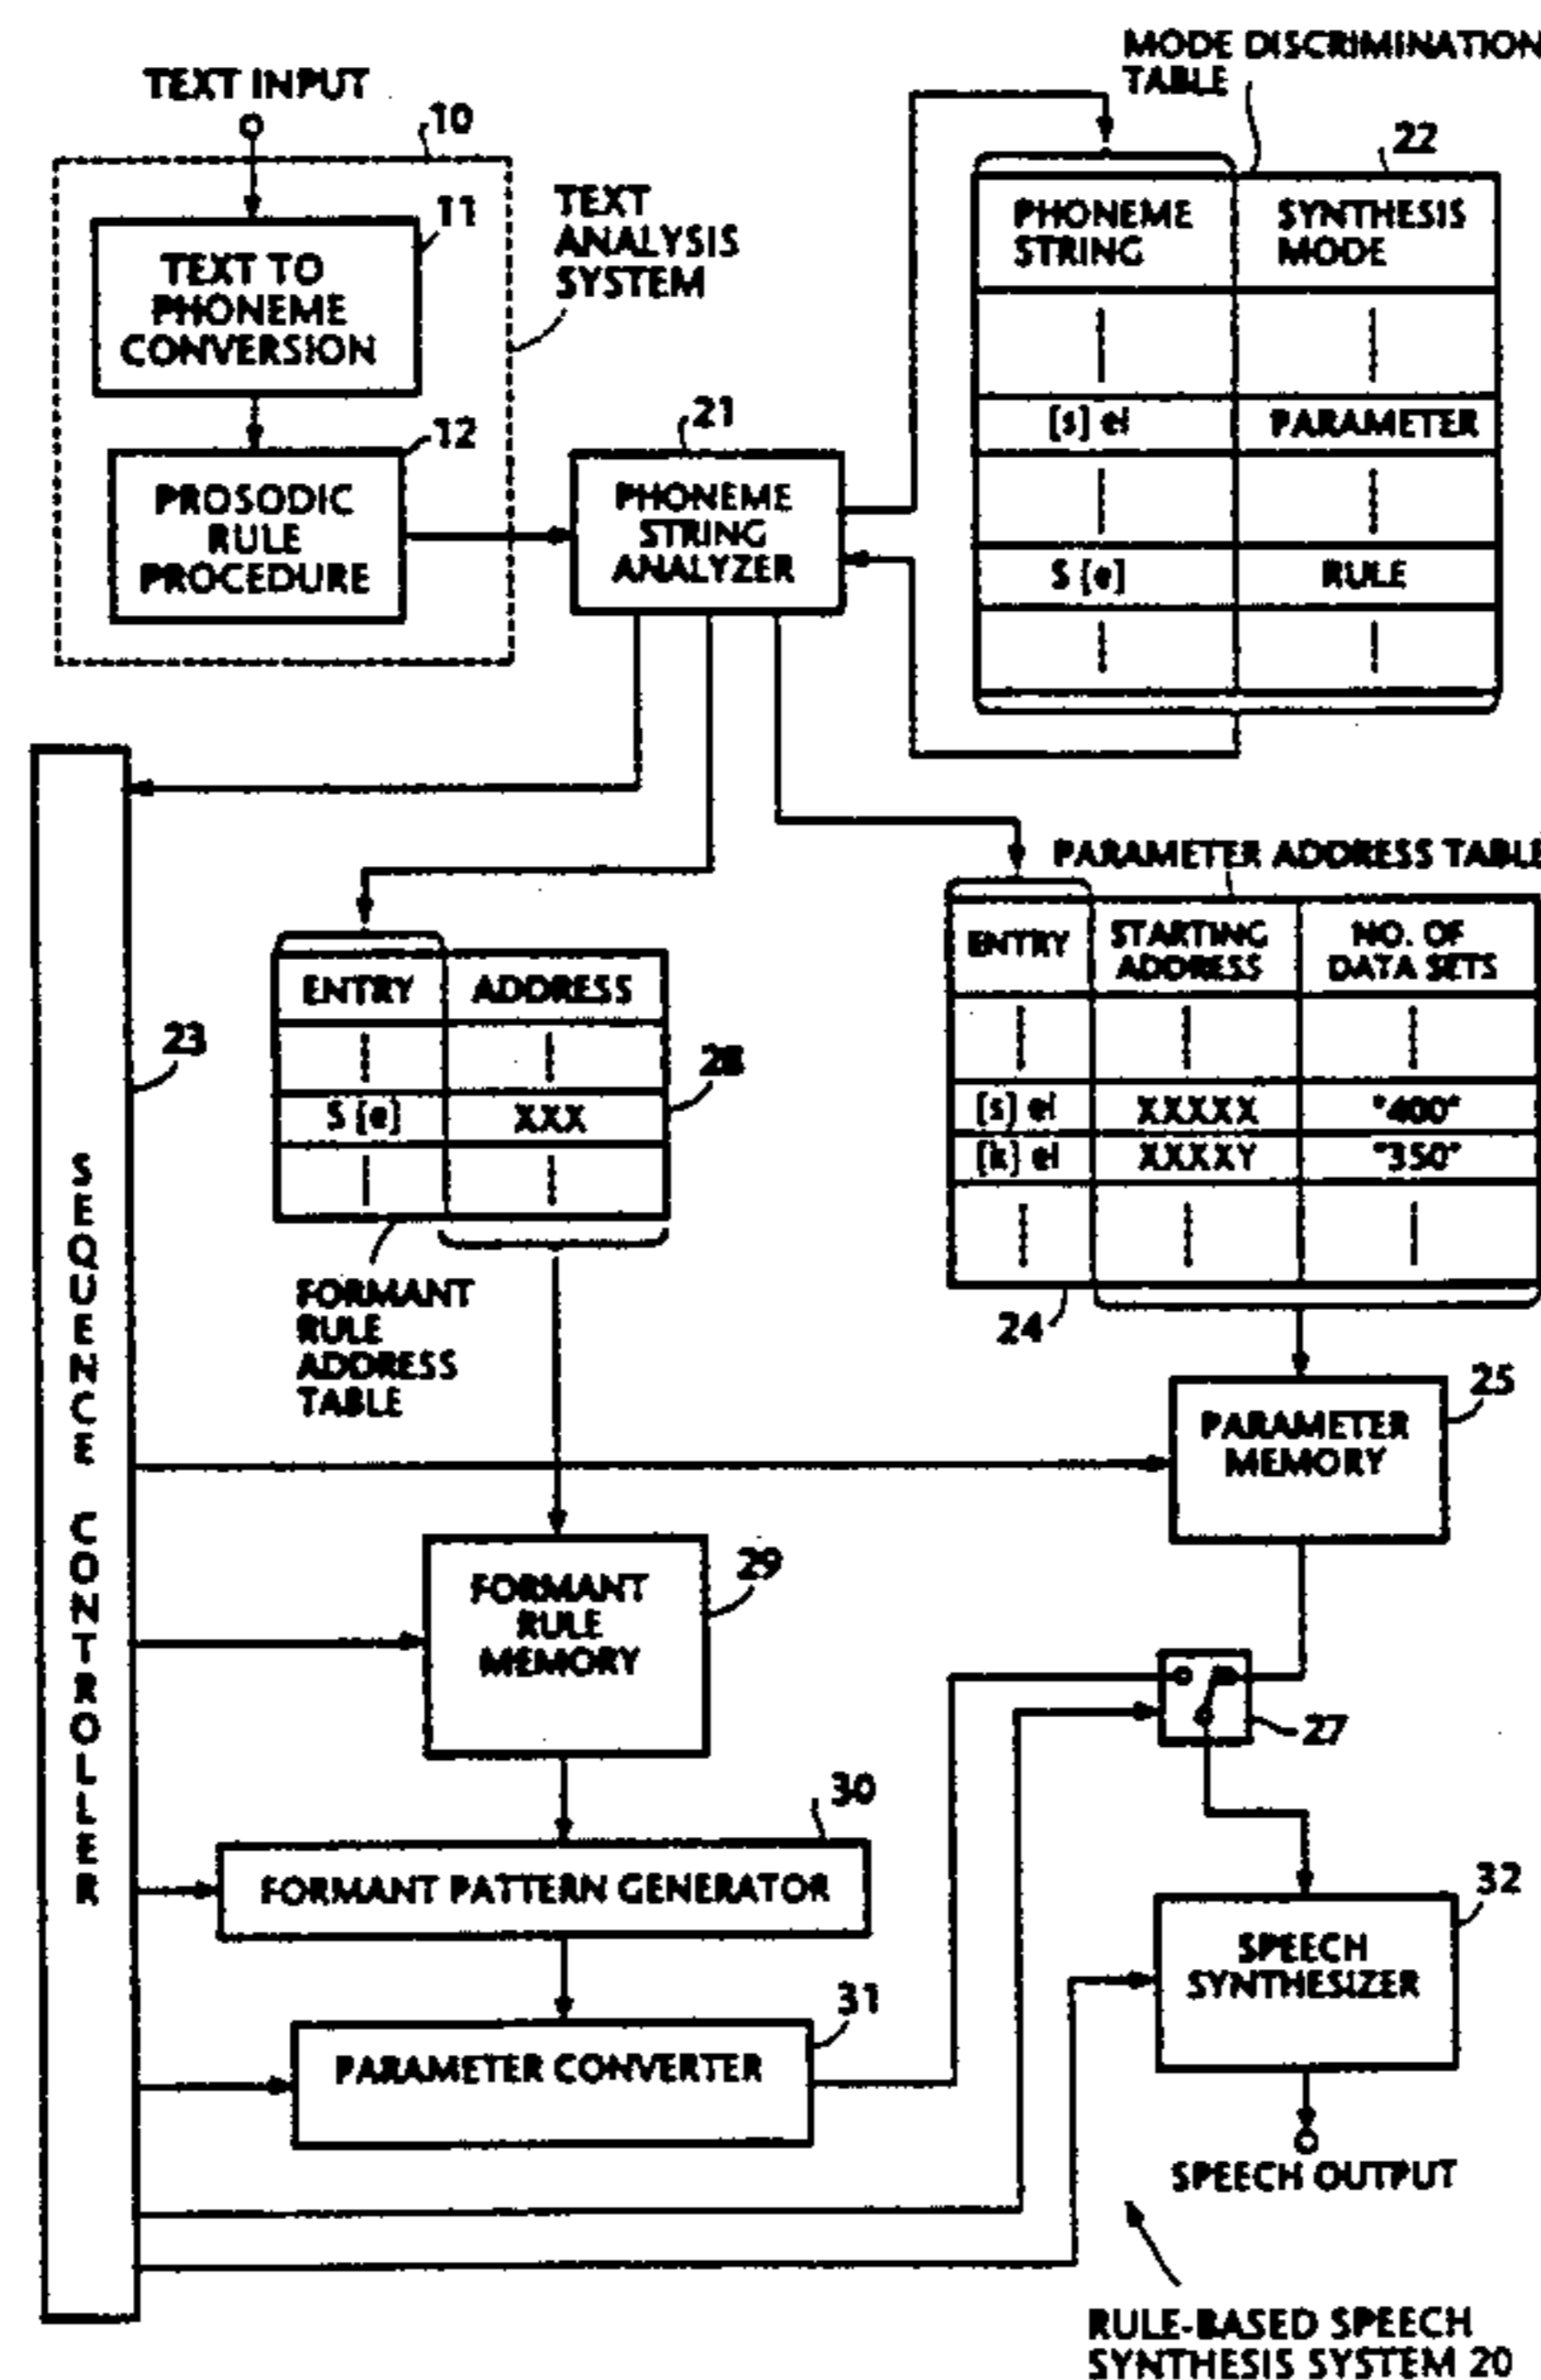 TEXT INPUT
10
11
TEXT TO
PHONEME
CONVERSION
12
PROSODIC
RULE
PROCEDURE
TEXT
ANALYSIS
SYSTEM
21
PHONEME
STRING
ANALYZER
MODE DISCRIMINATION
TABLE
22
PHONEME
STRING
SYNTHESIS
MODE
[s] ei
PARAMETER
S [e]
RULE
23
SEQUENCE CONTROLLER
ENTRY
ADDRESS
S [e]
XXX
28
FORMANT
RULE
ADDRESS
TABLE
PARAMETER ADDRESS TABLE
ENTRY
STARTING
ADDRESS
NO. OF
DATA SETS
[s] ei
XXXXX
"400"
[k] ei
XXXXY
"350"
24
25
PARAMETER
MEMORY
29
FORMANT
RULE
MEMORY
27
30
FORMANT PATTERN GENERATOR
31
PARAMETER CONVERTER
32
SPEECH
SYNTHESIZER
SPEECH OUTPUT
RULE-BASED SPEECH
SYNTHESIS SYSTEM 20